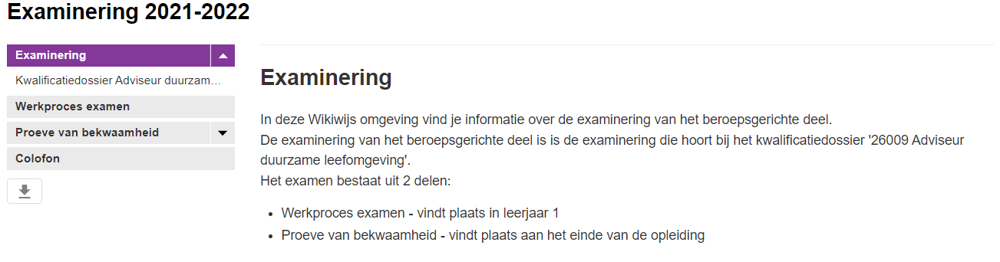 Examinering 2021-2022
Examinering
Kwalificatiedossier Adviseur duurzam...
Werkproces examen
Proeve van bekwaamheid
Colofon
Examinering
In deze Wikiwijs omgeving vind je informatie over de examinering van het beroepsgerichte deel.
De examinering van het beroepsgerichte deel is is de examinering die hoort bij het kwalificatiedossier '26009 Adviseur
duurzame leefomgeving'.
Het examen bestaat uit 2 delen:
• Werkproces examen - vindt plaats in leerjaar 1
• Proeve van bekwaamheid - vindt plaats aan het einde van de opleiding